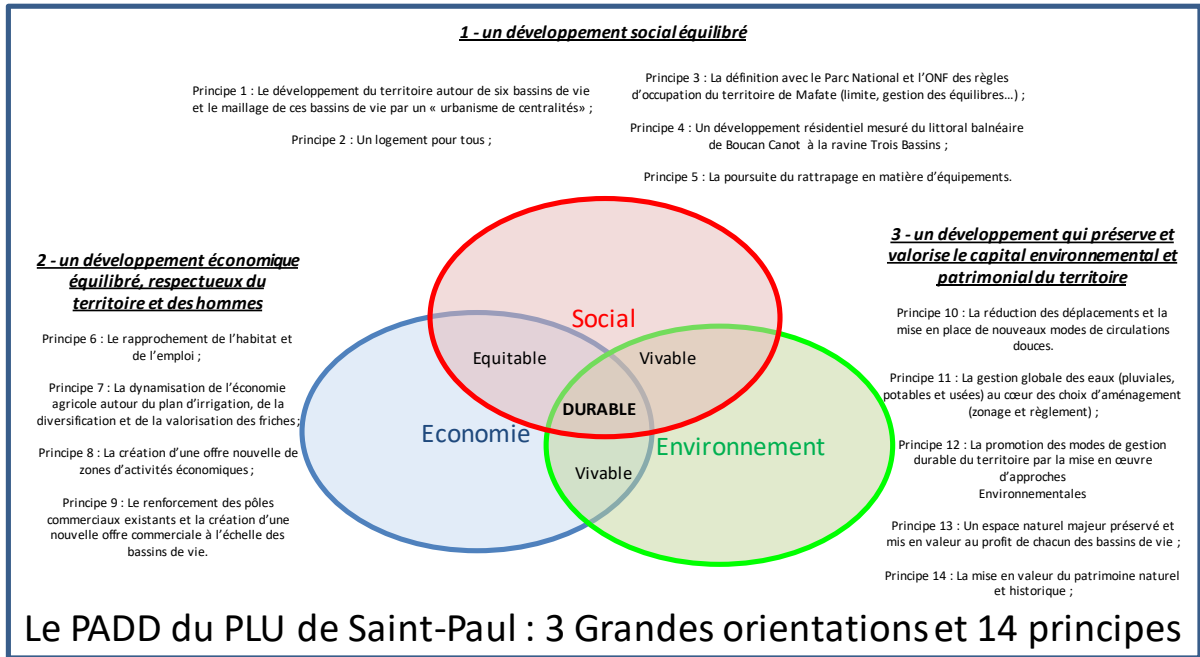 1 - un développement social équilibré
Principe 1 : Le développement du territoire autour de six bassins de vie
et le maillage de ces bassins de vie par un « urbanisme de centralités» ;
Principe 2 : Un logement pour tous ;
Principe 3 : La définition avec le Parc National et l’ONF des règles
d’occupation du territoire de Mafate (limite, gestion des équilibres…) ;
Principe 4 : Un développement résidentiel mesuré du littoral balnéaire
de Boucan Canot à la ravine Trois Bassins ;
Principe 5 : La poursuite du rattrapage en matière d’équipements.
2 - un développement économique
équilibré, respectueux du
territoire et des hommes
Principe 6 : Le rapprochement de l’habitat et
de l’emploi ;
Principe 7 : La dynamisation de l’économie
agricole autour du plan d’irrigation, de la
diversification et de la valorisation des friches;
Principe 8 : La création d’une offre nouvelle de
zones d’activités économiques ;
Principe 9 : Le renforcement des pôles
commerciaux existants et la création d’une
nouvelle offre commerciale à l’échelle des
bassins de vie.
Social
Equitable
Vivable
DURABLE
Economie
Environnement
Vivable
3 - un développement qui préserve et
valorise le capital environnemental et
patrimonial du territoire
Principe 10 : La réduction des déplacements et la
mise en place de nouveaux modes de circulations
douces.
Principe 11 : La gestion globale des eaux (pluviales,
potables et usées) au cœur des choix d’aménagement
(zonage et règlement) ;
Principe 12 : La promotion des modes de gestion
durable du territoire par la mise en œuvre
d’approches
Environnementales
Principe 13 : Un espace naturel majeur préservé et
mis en valeur au profit de chacun des bassins de vie ;
Principe 14 : La mise en valeur du patrimoine naturel
et historique ;
Le PADD du PLU de Saint-Paul : 3 Grandes orientations et 14 principes